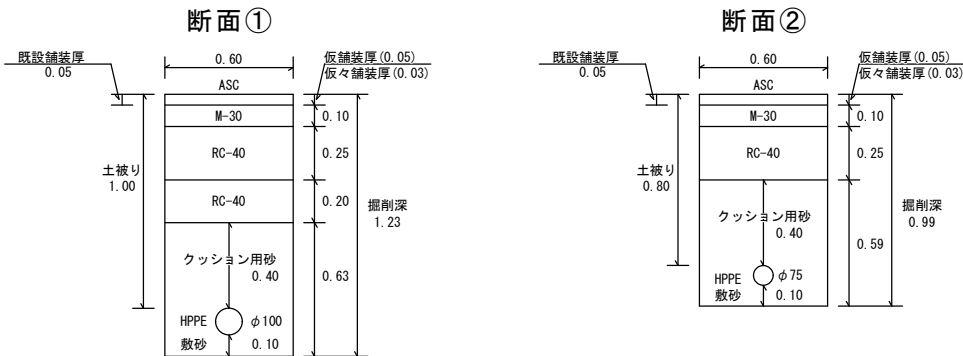 断面①
既設舗装厚
0.05
0.60
仮舗装厚(0.05)
仮々舗装厚(0.03)
ASC
M-30
0.10
RC-40
0.25
土被り
1.00
RC-40
0.20
掘削深
1.23
クッション用砂
0.40
0.63
HPPE
φ100
敷砂
0.10
断面②
既設舗装厚
0.05
0.60
仮舗装厚(0.05)
仮々舗装厚(0.03)
ASC
M-30
0.10
RC-40
0.25
土被り
0.80
掘削深
0.99
クッション用砂
0.40
0.59
HPPE
φ75
敷砂
0.10